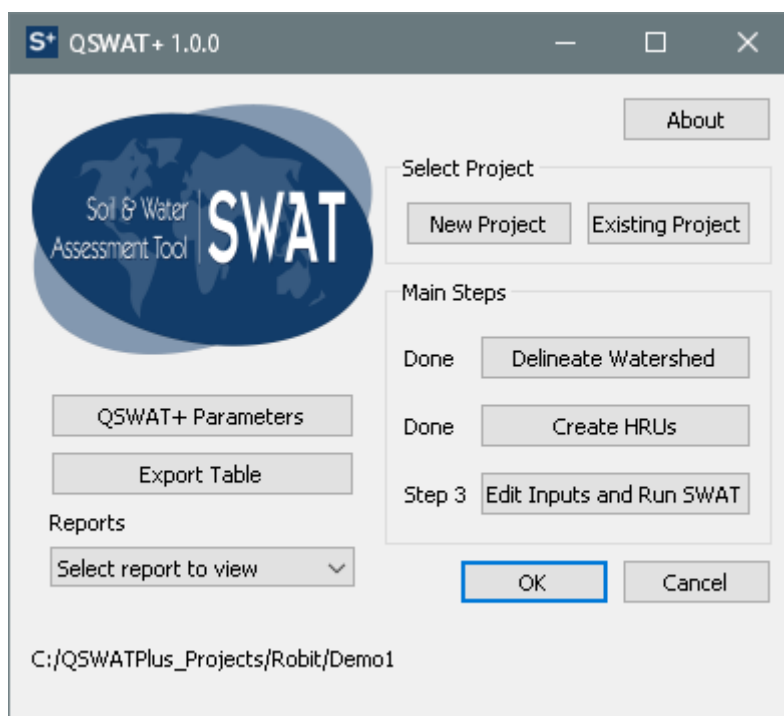 S+ QSWAT+ 1.0.0
About
Soil & Water
Assessment Tool
SWAT
Select Project
New Project Existing Project
Main Steps
Done Delineate Watershed
Done Create HRUs
Step 3 Edit Inputs and Run SWAT
QSWAT+ Parameters
Export Table
Reports
Select report to view
OK Cancel
C:/QSWATPlus_Projects/Robit/Demo1